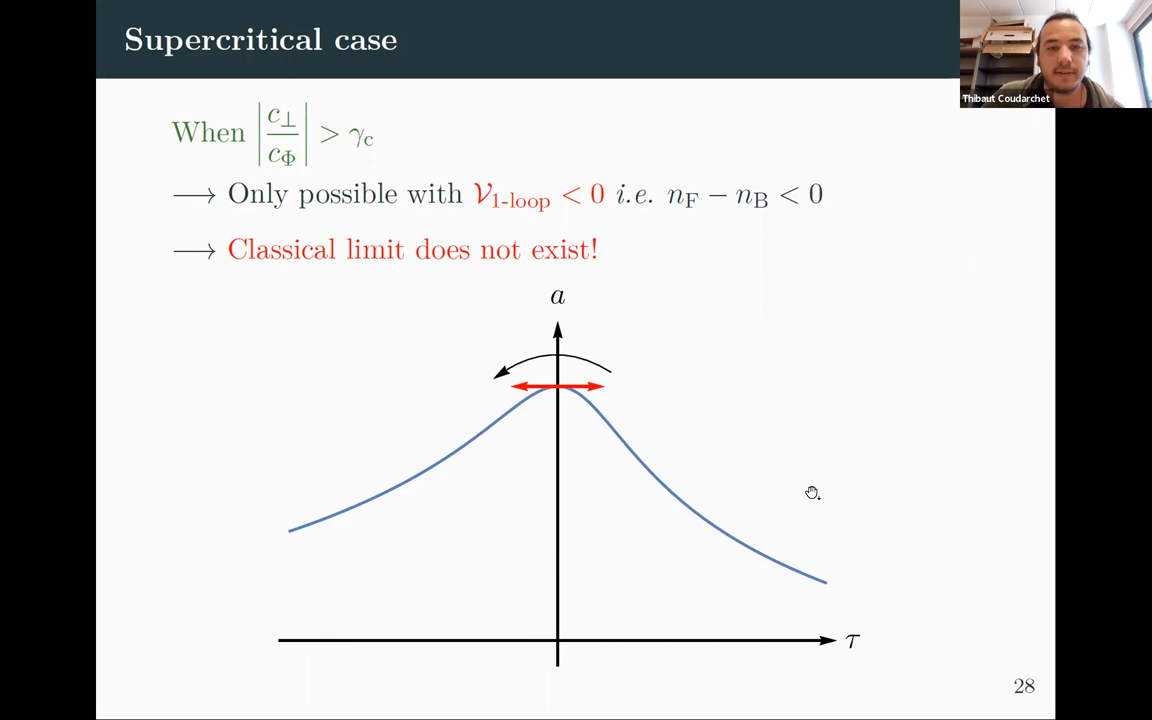 Supercritical case
Thibaut Coudarchet
When |c⊥/cΦ| > γc
⟶ Only possible with 𝒱1-loop < 0 i.e. nF − nB < 0
⟶ Classical limit does not exist!
a
τ
28